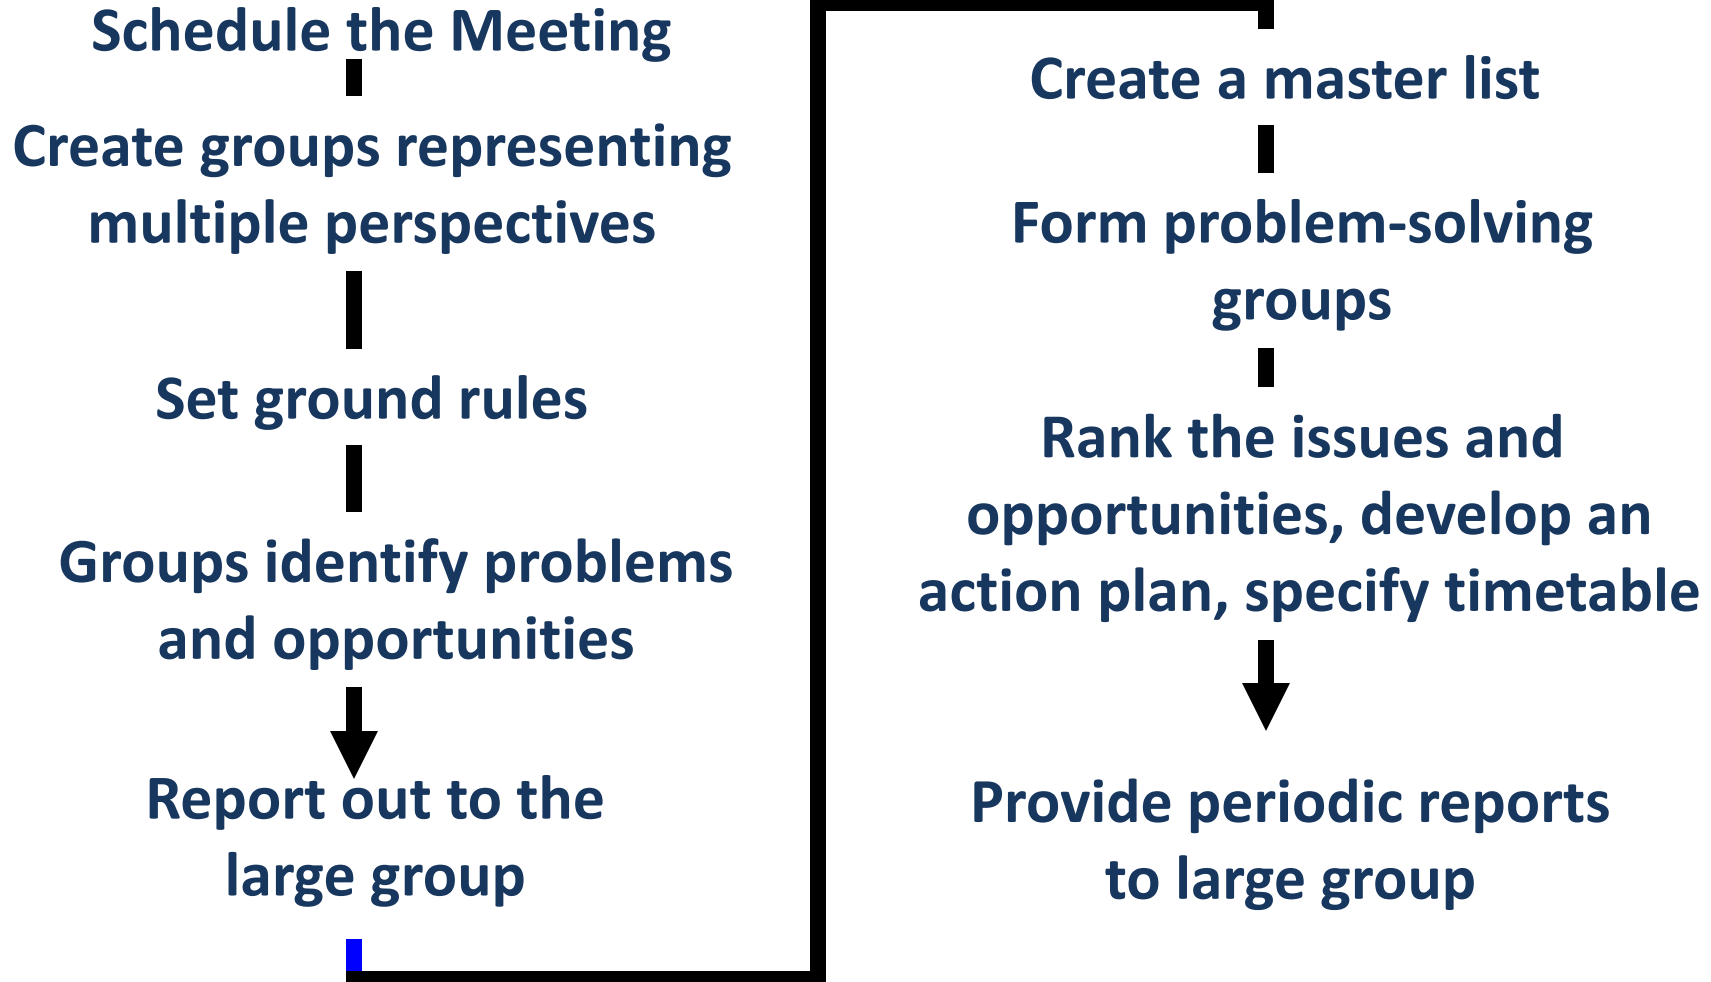 Schedule the Meeting
Create groups representing
multiple perspectives
Set ground rules
Groups identify problems
and opportunities
Report out to the
large group
Create a master list
Form problem-solving
groups
Rank the issues and
opportunities, develop an
action plan, specify timetable
Provide periodic reports
to large group